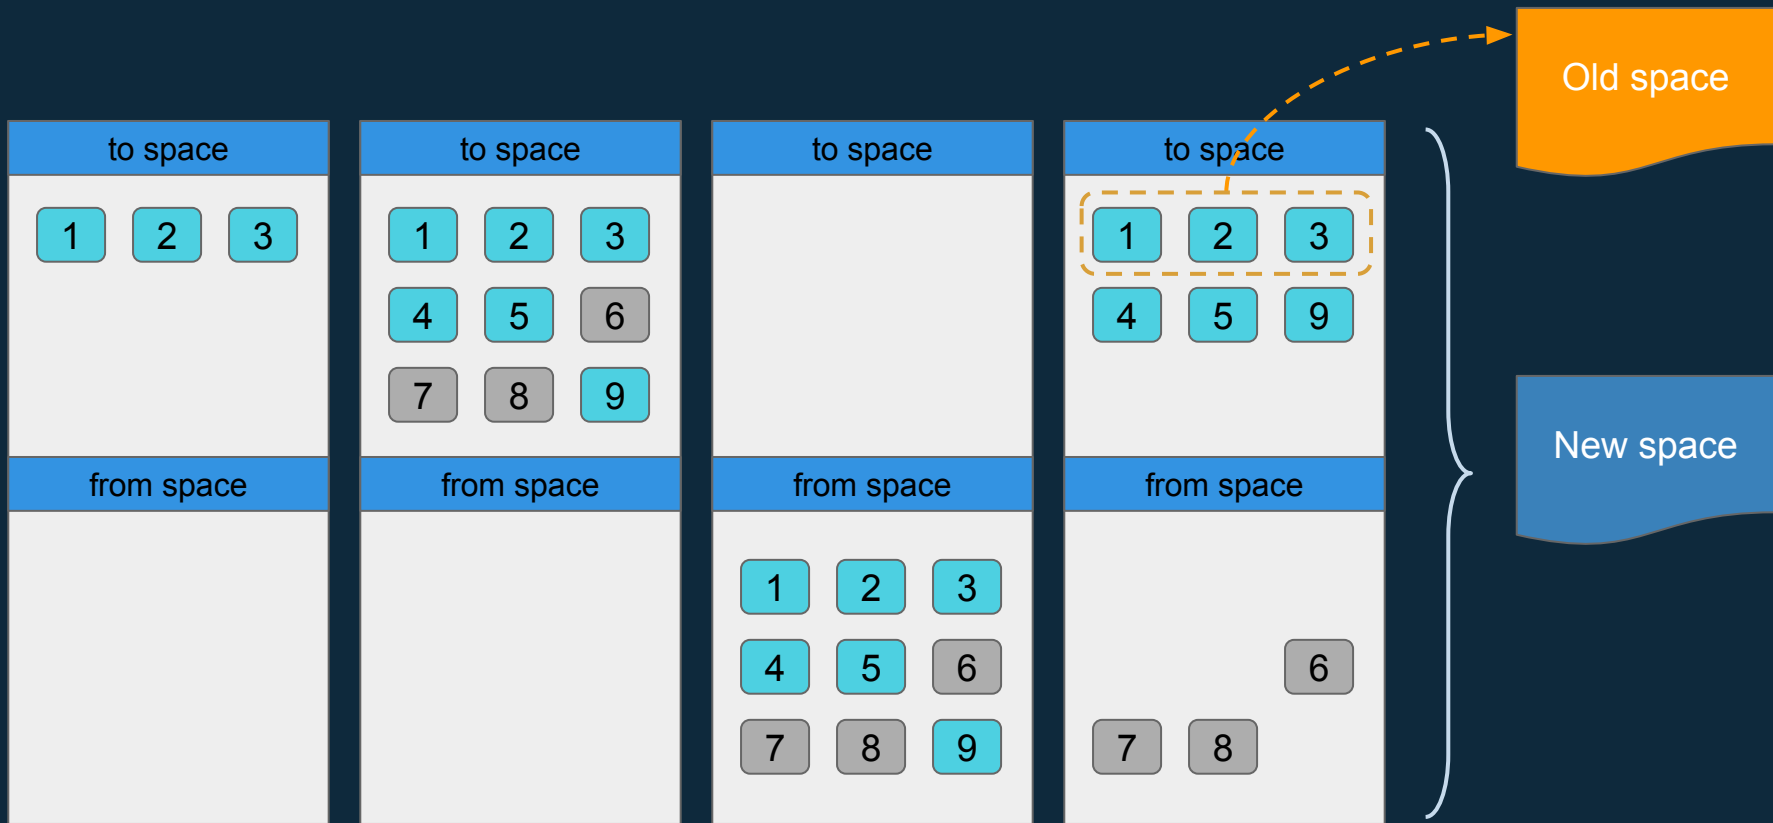 Old space
to space
to space
to space
to space
1 2 3
1 2 3
1 2 3
4 5 6
4 5 9
7 8 9
New space
from space
from space
from space
from space
1 2 3
4 5 6
6
7 8 9
7 8